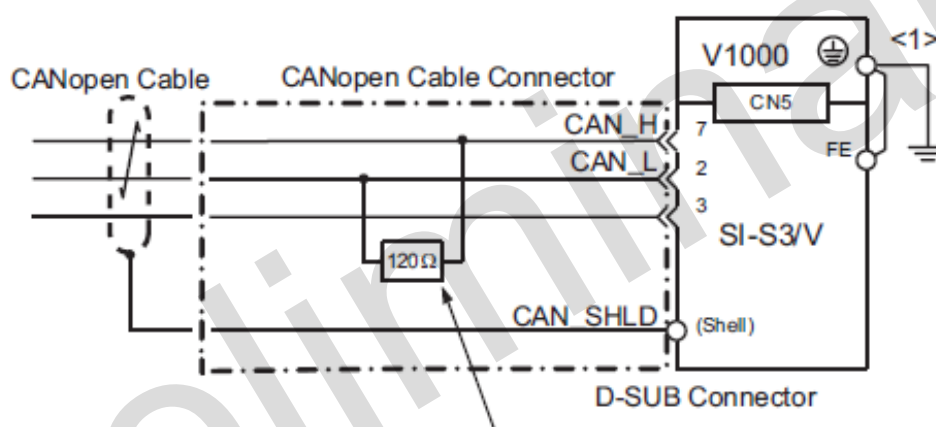 V1000
<1>
CANopen Cable
CANopen Cable Connector
CN5
CAN_H
7
CAN_L
2
FE
3
SI-S3/V
120Ω
CAN_SHLD
(Shell)
D-SUB Connector